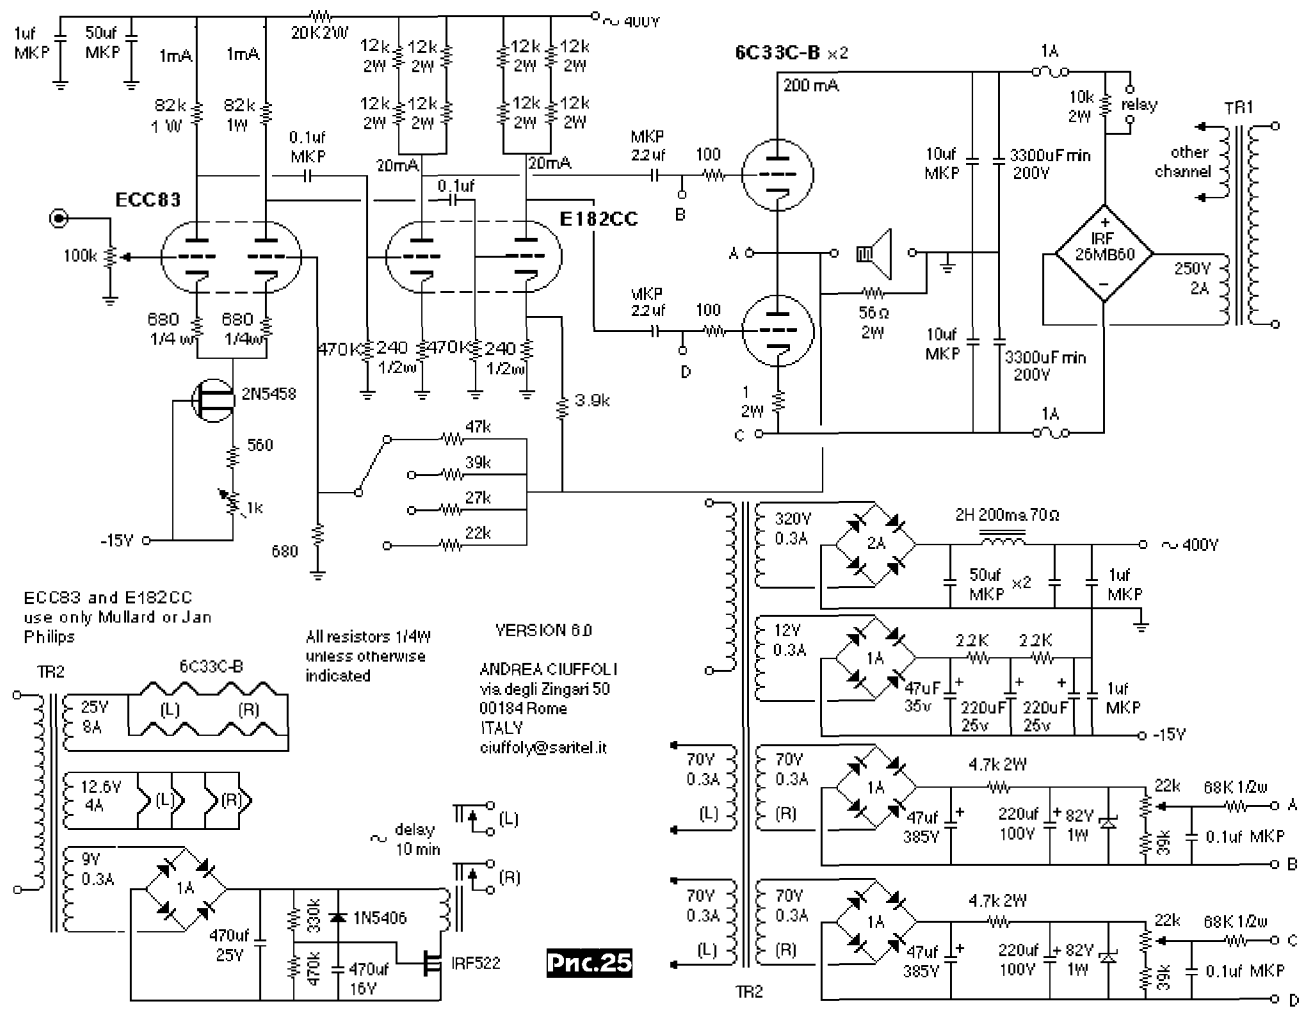 1uf
MKP
50uf
MKP
20K2W
~ 400V
1mA
1mA
12k
2W
12k
2W
12k
2W
12k
2W
82k
1W
82k
1W
12k
2W
12k
2W
12k
2W
12k
2W
0.1uf
MKP
20mA
20mA
0.1uf
ECC83
E182CC
100k
680
1/4w
680
1/4w
470K
240
1/2w
470K
240
1/2w
2N5458
560
1k
-15V
680
3.9k
47k
39k
27k
22k
6C33C-B x2
200 mA
MKP
2.2uf
100
B
A
MKP
2.2uf
100
D
1
2W
C
56Ω
2W
10uf
MKP
3300uF min
200V
10uf
MKP
3300uF min
200V
1A
1A
10k
2W
relay
IRF
26MB60
+
−
TR1
other
channel
250V
2A
320V
0.3A
2A
2H 200ma 70Ω
~ 400V
50uf
MKP
x2
1uf
MKP
12V
0.3A
1A
2.2K
2.2K
47uF
35v
+
220uF
25v
+
220uF
25v
+
1uf
MKP
-15V
70V
0.3A
(L)
70V
0.3A
(R)
1A
4.7k 2W
47uf
385V
+
220uf
100V
+
82V
1W
22k
39k
68K 1/2w
0.1uf MKP
A
B
70V
0.3A
(L)
70V
0.3A
(R)
1A
4.7k 2W
47uf
385V
+
220uf
100V
+
82V
1W
22k
39k
68K 1/2w
0.1uf MKP
C
D
TR2
ECC83 and E182CC
use only Mullard or Jan
Philips
All resistors 1/4W
unless otherwise
indicated
VERSION 6.0
ANDREA CIUFFOLI
via degli Zingari 50
00184 Rome
ITALY
ciuffoly@saritel.it
TR2
6C33C-B
25V
8A
(L)
(R)
12.6V
4A
(L)
(R)
9V
0.3A
1A
~ delay
10 min
(L)
(R)
470uf
25V
330k
470k
1N5406
470uf
16V
IRF522
Рис.25